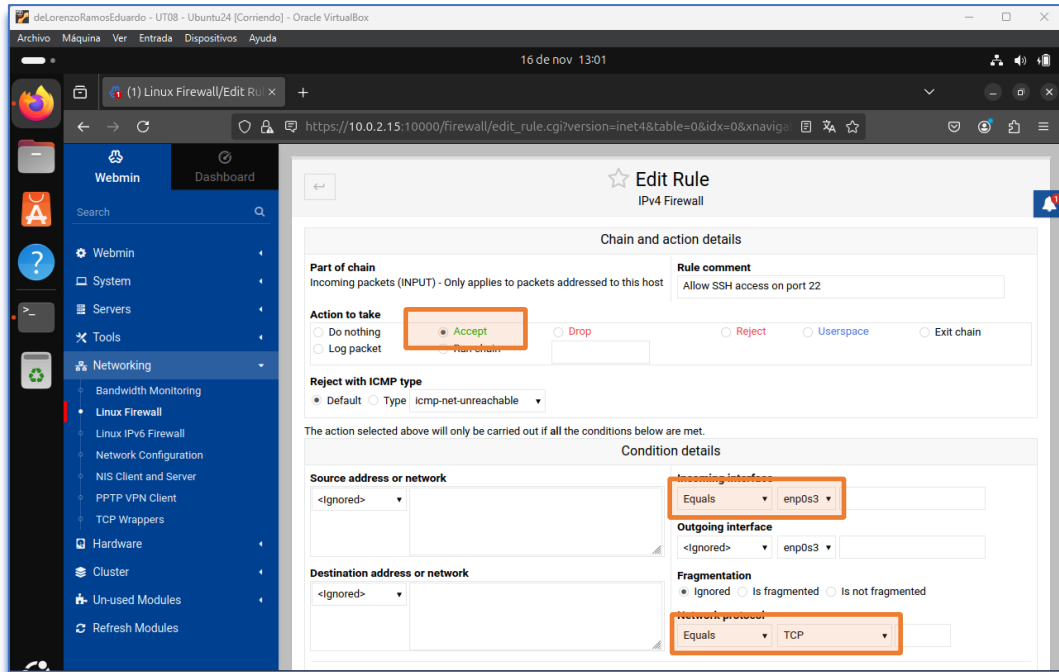 deLorenzoRamosEduardo - UT08 - Ubuntu24 [Corriendo] - Oracle VirtualBox
Archivo Máquina Ver Entrada Dispositivos Ayuda
16 de nov 13:01
(1) Linux Firewall/Edit Rul
https://10.0.2.15:10000/firewall/edit_rule.cgi?version=inet4&table=0&idx=0&xnaviga
Webmin
Dashboard
Search
Webmin
System
Servers
Tools
Networking
Bandwidth Monitoring
Linux Firewall
Linux IPv6 Firewall
Network Configuration
NIS Client and Server
PPTP VPN Client
TCP Wrappers
Hardware
Cluster
Un-used Modules
Refresh Modules
Edit Rule
IPv4 Firewall
1
Chain and action details
Part of chain
Incoming packets (INPUT) - Only applies to packets addressed to this host
Rule comment
Allow SSH access on port 22
Action to take
Do nothing Accept Drop Reject Userspace Exit chain
Log packet Run chain
Reject with ICMP type
Default Type icmp-net-unreachable
The action selected above will only be carried out if all the conditions below are met.
Condition details
Source address or network
<Ignored>
Incoming interface
Equals enp0s3
Outgoing interface
<Ignored> enp0s3
Destination address or network
<Ignored>
Fragmentation
Ignored Is fragmented Is not fragmented
Network protocol
Equals TCP